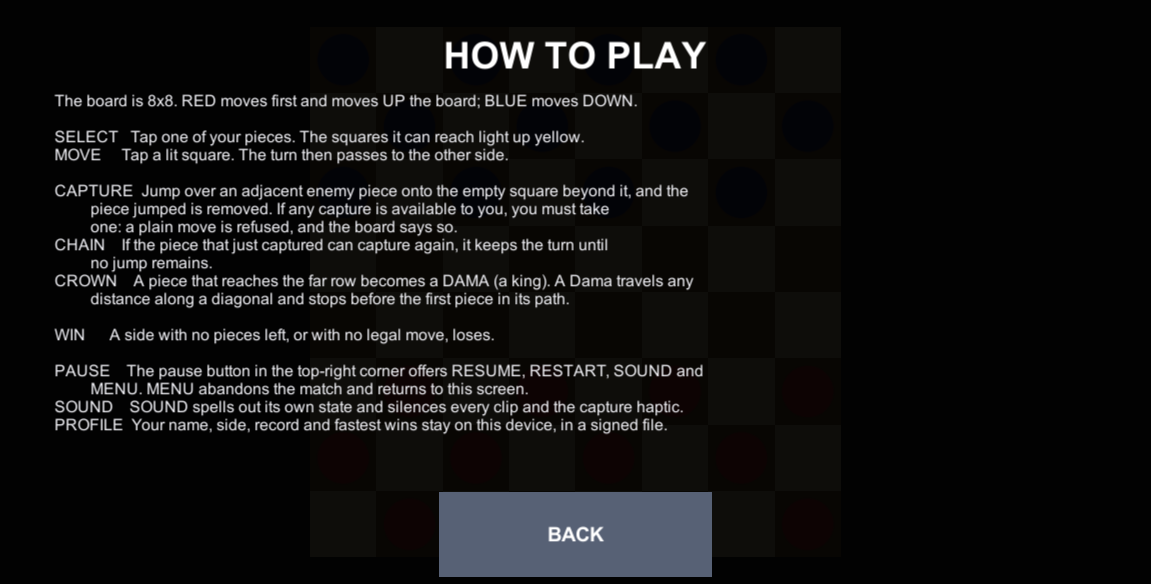 HOW TO PLAY
The board is 8x8. RED moves first and moves UP the board; BLUE moves DOWN.
SELECT Tap one of your pieces. The squares it can reach light up yellow.
MOVE Tap a lit square. The turn then passes to the other side.
CAPTURE Jump over an adjacent enemy piece onto the empty square beyond it, and the
piece jumped is removed. If any capture is available to you, you must take
one: a plain move is refused, and the board says so.
CHAIN If the piece that just captured can capture again, it keeps the turn until
no jump remains.
CROWN A piece that reaches the far row becomes a DAMA (a king). A Dama travels any
distance along a diagonal and stops before the first piece in its path.
WIN A side with no pieces left, or with no legal move, loses.
PAUSE The pause button in the top-right corner offers RESUME, RESTART, SOUND and
MENU. MENU abandons the match and returns to this screen.
SOUND SOUND spells out its own state and silences every clip and the capture haptic.
PROFILE Your name, side, record and fastest wins stay on this device, in a signed file.
BACK